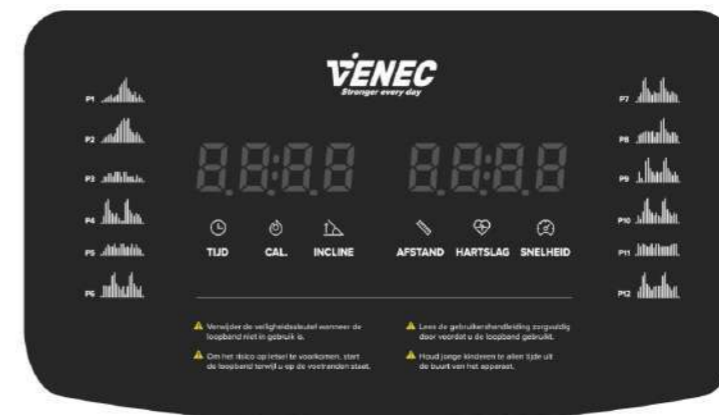 VENEC
Stronger every day
P1
P2
P3
P4
P5
P6
8.8:8.8
8.8:8.8
TIJD CAL. INCLINE
AFSTAND HARTSLAG SNELHEID
P7
P8
P9
P10
P11
P12
Verwijder de veiligheidssleutel wanneer de
loopband niet in gebruik is.
Om het risico op letsel te voorkomen, start
de loopband terwijl u op de voetranden staat.
Lees de gebruikershandleiding zorgvuldig
door voordat u de loopband gebruikt.
Houd jonge kinderen te allen tijde uit
de buurt van het apparaat.